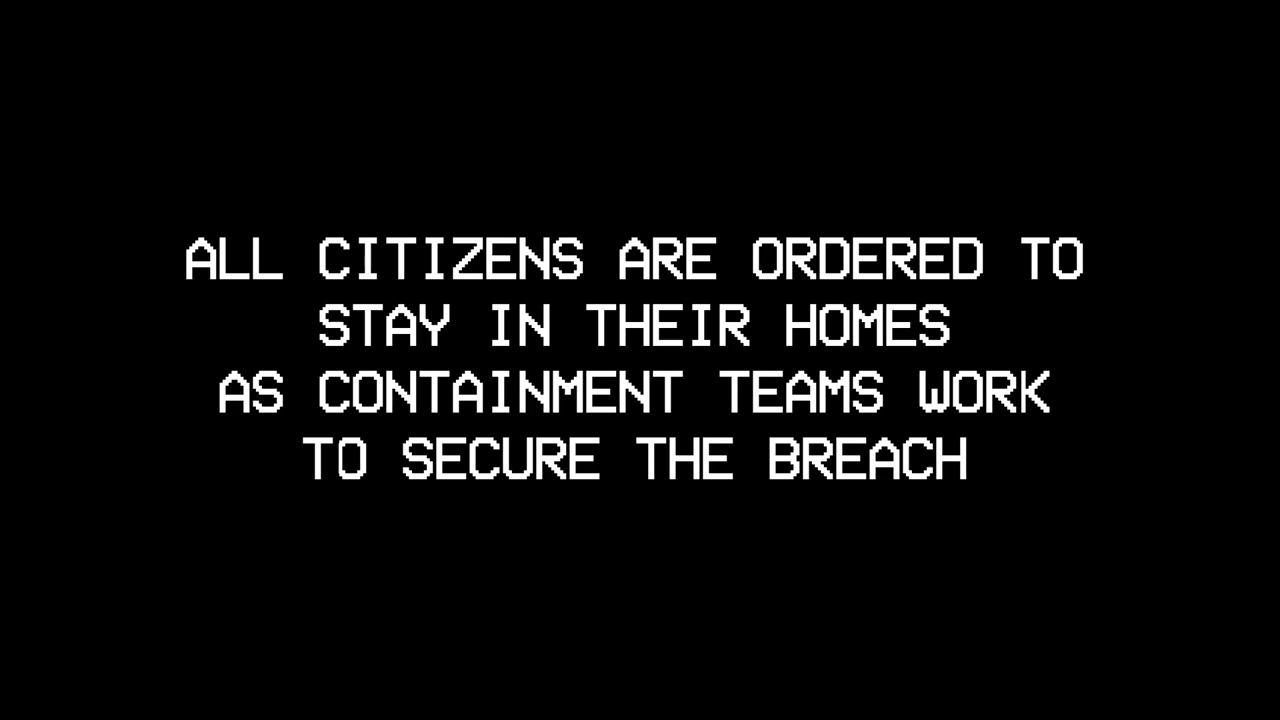 ALL CITIZENS ARE ORDERED TO
STAY IN THEIR HOMES
AS CONTAINMENT TEAMS WORK
TO SECURE THE BREACH